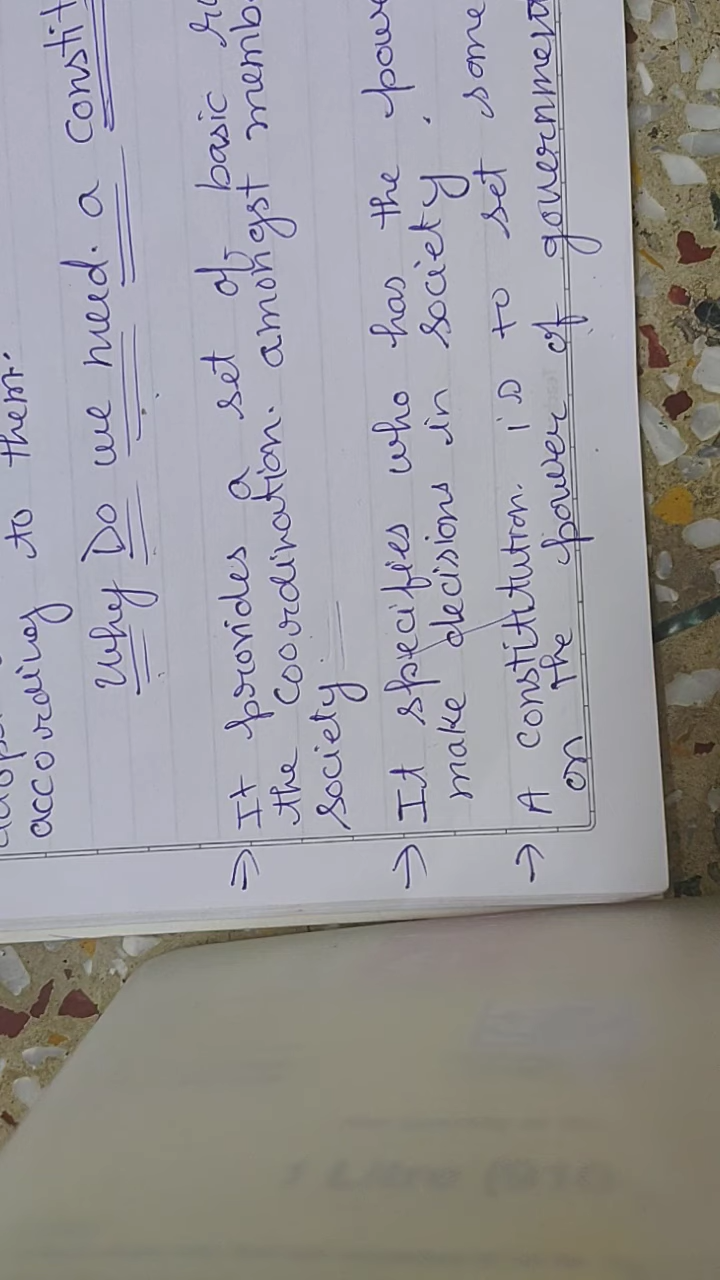 according to them.
Why Do we need. a Constit
→ It provides a set of basic ru
the coordination. amongst memb
society
→ It specifies who has the powe
make decisions in society.
→ A constitution. is to set some
on the power of government